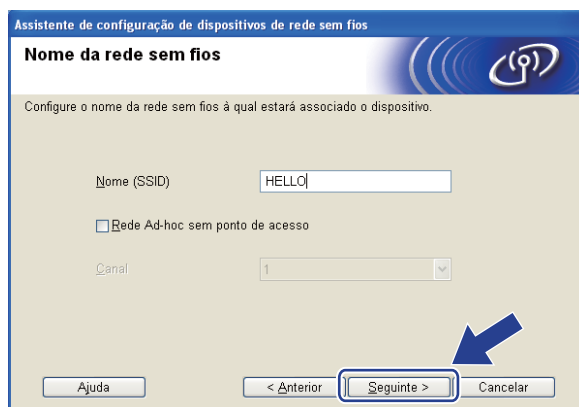 Assistente de configuração de dispositivos de rede sem fios
Nome da rede sem fios
Configure o nome da rede sem fios à qual estará associado o dispositivo.
Nome (SSID) HELLO
Rede Ad-hoc sem ponto de acesso
Canal 1
Ajuda < Anterior Seguinte > Cancelar